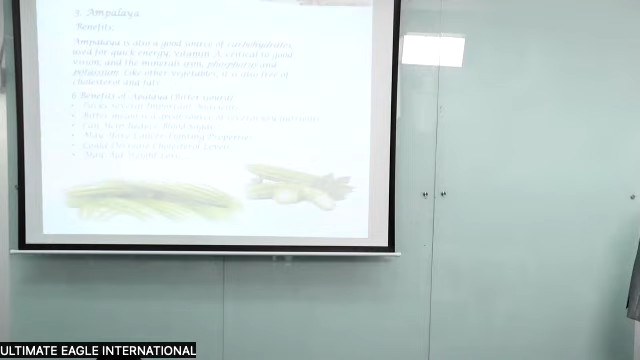 5. Ampalaya
Benefits:
Ampalaya is also a good source of carbohydrates
used for quick energy, vitamin A, critical to good
vision, and the minerals iron, phosphorus and
potassium. Like other vegetables, it is also free of
cholesterol and fats.
6 Benefits of Ampalaya (Bitter Gourd)
Packs Several Important Nutrients
Can Help Reduce Blood Sugar
May Have Cancer-Fighting Properties
Could Decrease Cholesterol Levels
May Aid Weight Loss
ULTIMATE EAGLE INTERNATIONAL